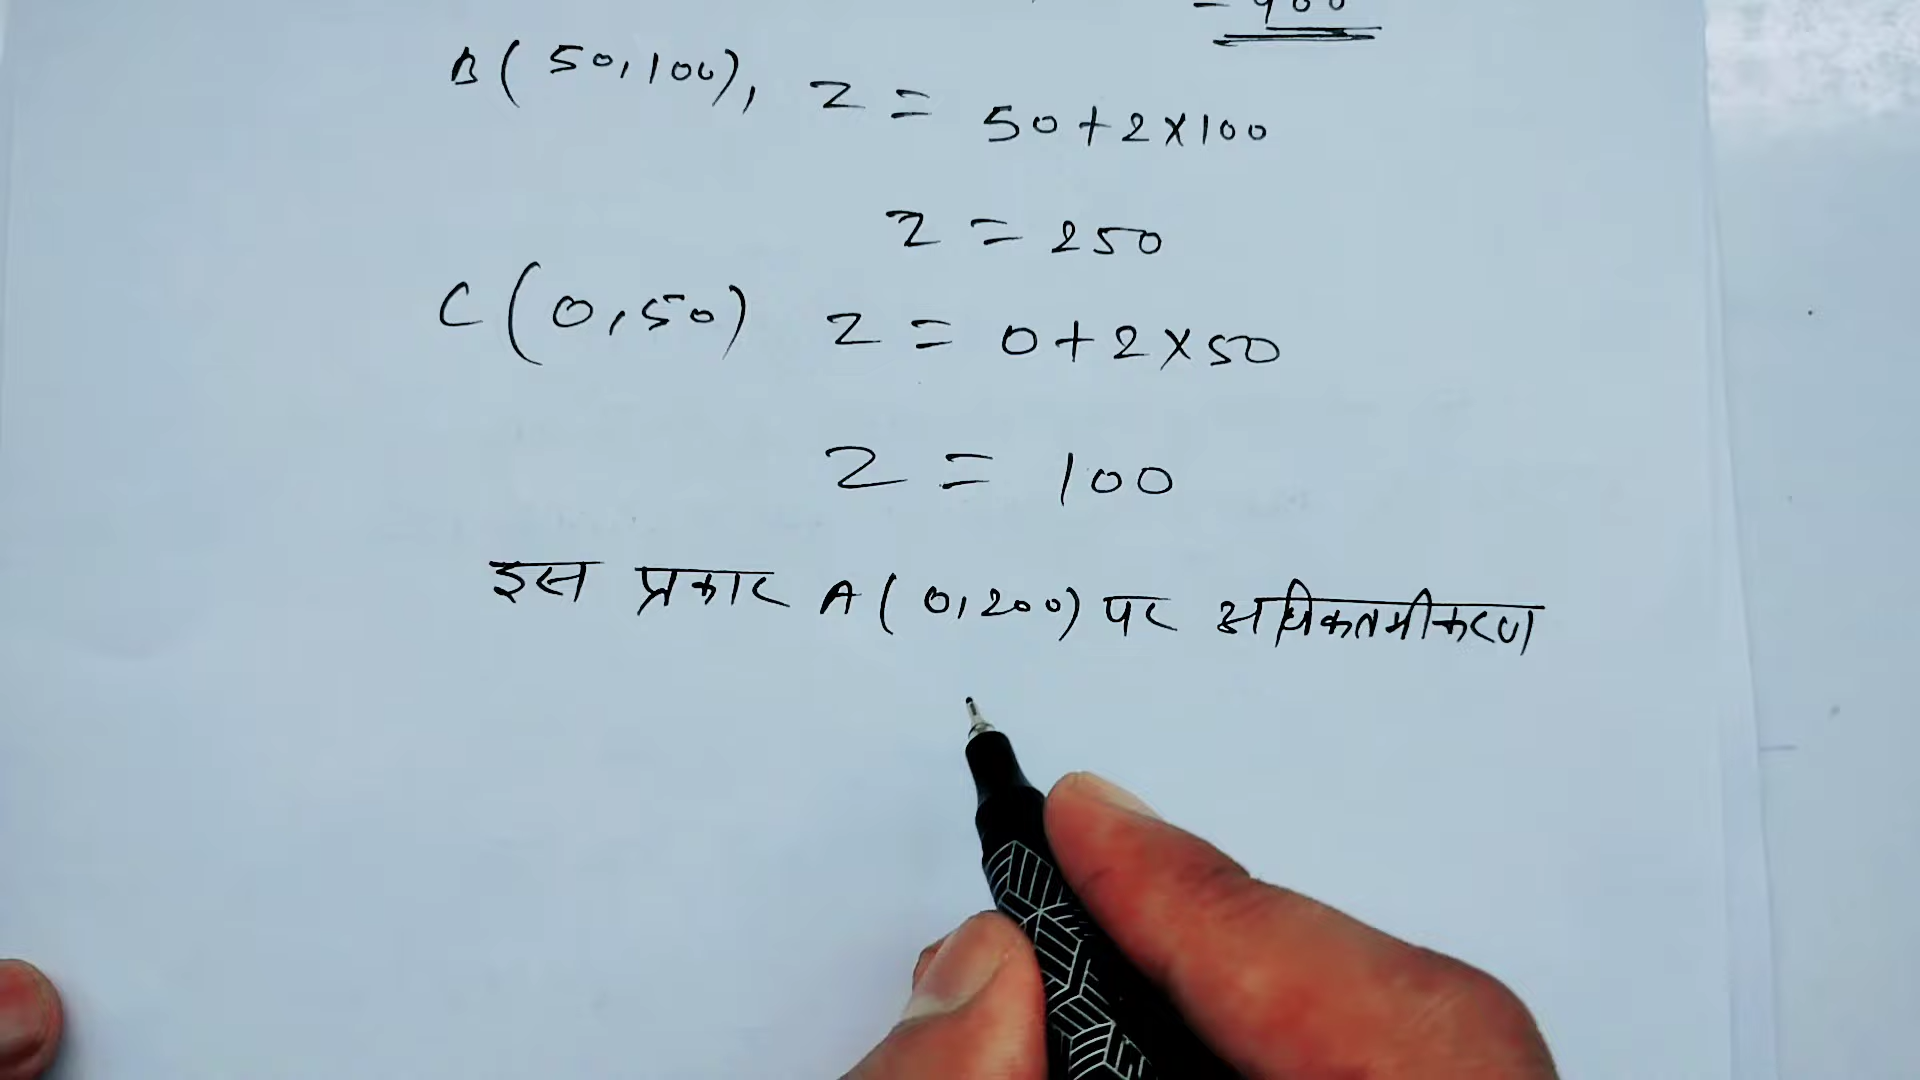 = 400
B ( 50,100), Z = 50+2×100
Z = 250
C (0,50) Z = 0+2×50
Z = 100
इस प्रकार A ( 0,200) पर अधिकतमीकरण